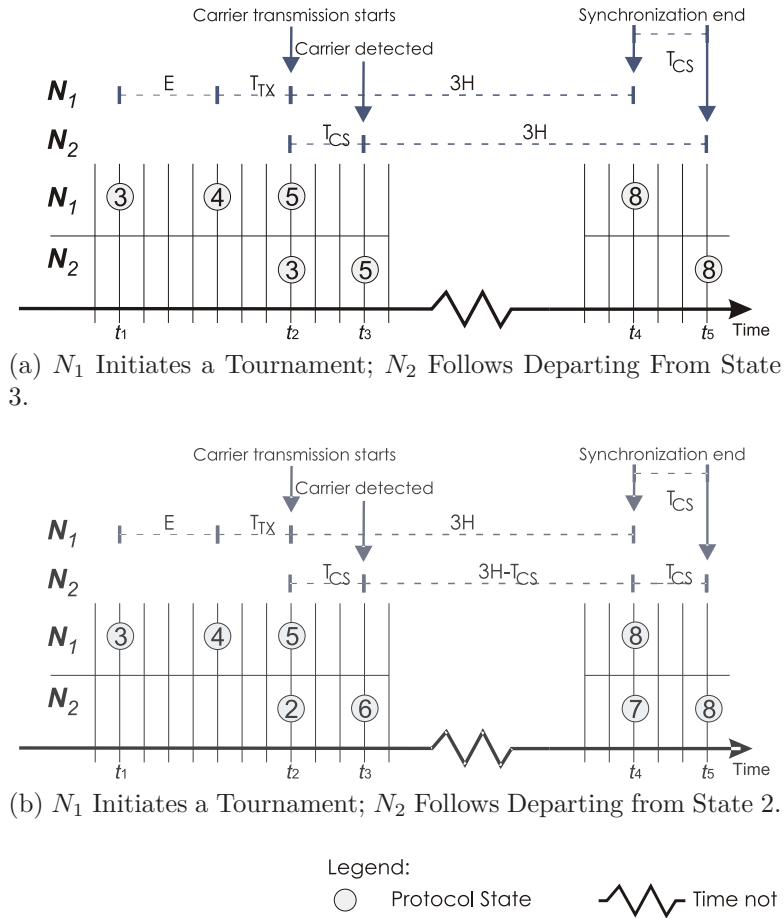 Carrier transmission starts
Synchronization end
Carrier detected
TCS
N1 E TTX 3H
N2 TCS 3H
N1 3 4 5 8
N2 3 5 8
t1 t2 t3 t4 t5 Time
(a) N1 Initiates a Tournament; N2 Follows Departing From State
3.
Carrier transmission starts
Synchronization end
Carrier detected
TCS
N1 E TTX 3H
N2 TCS 3H-TCS TCS
N1 3 4 5 8
N2 2 6 7 8
t1 t2 t3 t4 t5 Time
(b) N1 Initiates a Tournament; N2 Follows Departing from State 2.
Legend:
Protocol State Time not